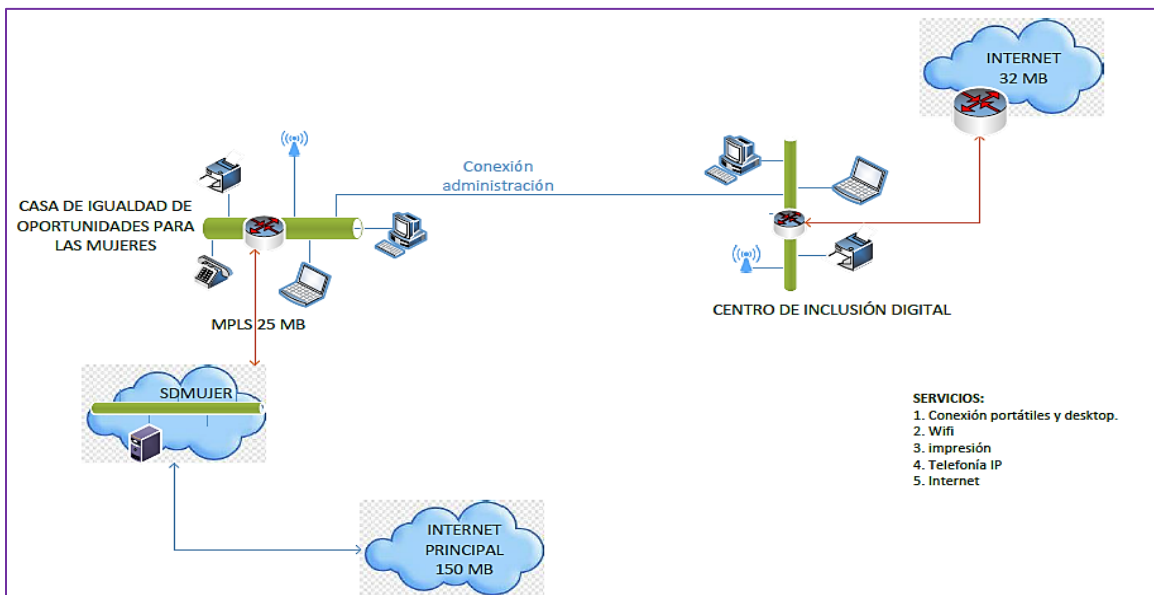 INTERNET
32 MB
Conexión
administración
CASA DE IGUALDAD DE
OPORTUNIDADES PARA
LAS MUJERES
CENTRO DE INCLUSIÓN DIGITAL
MPLS 25 MB
SDMUJER
SERVICIOS:
1. Conexión portátiles y desktop.
2. Wifi
3. impresión
4. Telefonía IP
5. Internet
INTERNET
PRINCIPAL
150 MB